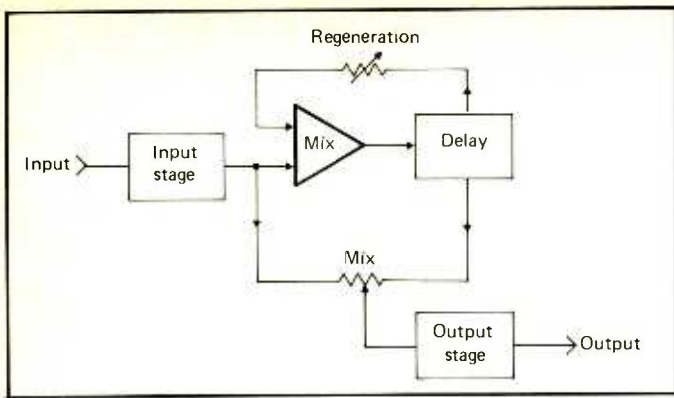 Regeneration
Mix
Delay
Input
Input
stage
Mix
Output
stage
Output